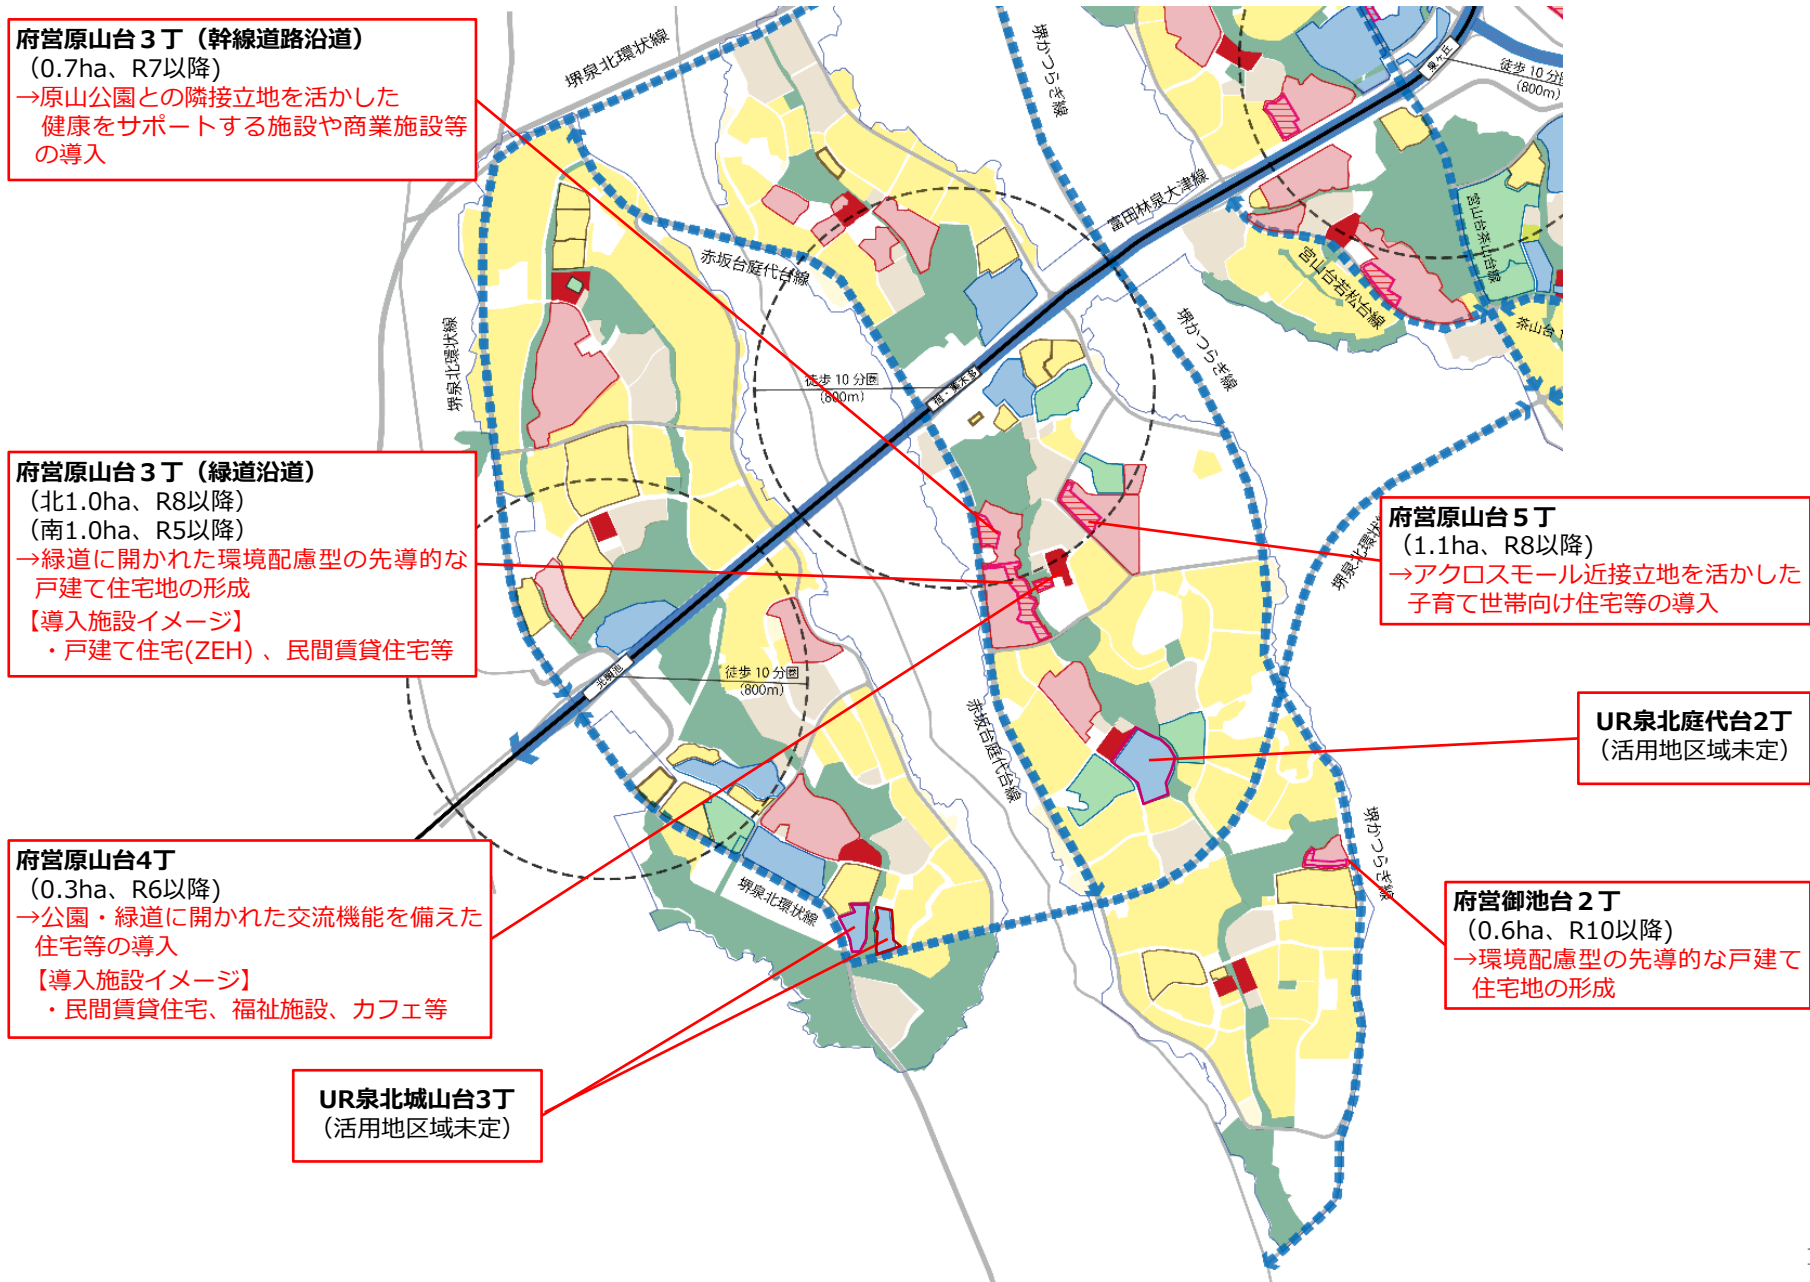 府営原山台３丁（幹線道路沿道）
（0.7ha、R7以降)
→原山公園との隣接立地を活かした
健康をサポートする施設や商業施設等
の導入
府営原山台３丁（緑道沿道）
（北1.0ha、R8以降）
（南1.0ha、R5以降）
→緑道に開かれた環境配慮型の先導的な
戸建て住宅地の形成
【導入施設イメージ】
・戸建て住宅(ZEH) 、民間賃貸住宅等
府営原山台4丁
（0.3ha、R6以降)
→公園・緑道に開かれた交流機能を備えた
住宅等の導入
【導入施設イメージ】
・民間賃貸住宅、福祉施設、カフェ等
UR泉北城山台3丁
（活用地区域未定）
府営原山台５丁
（1.1ha、R8以降）
→アクロスモール近接立地を活かした
子育て世帯向け住宅等の導入
UR泉北庭代台2丁
（活用地区域未定）
府営御池台２丁
（0.6ha、R10以降）
→環境配慮型の先導的な戸建て
住宅地の形成
堺泉北環状線
堺かつらぎ線
泉ヶ丘
徒歩 10 分圏
(800m)
富田林泉大津線
宮山台茶山台線
宮山台若松台線
茶山台
赤坂台庭代台線
堺かつらぎ線
堺泉北環状線
徒歩 10 分圏
(800m)
栂・美木多
堺泉北環状線
光明池
徒歩 10 分圏
(800m)
赤坂台庭代台線
堺かつらぎ線
堺泉北環状線